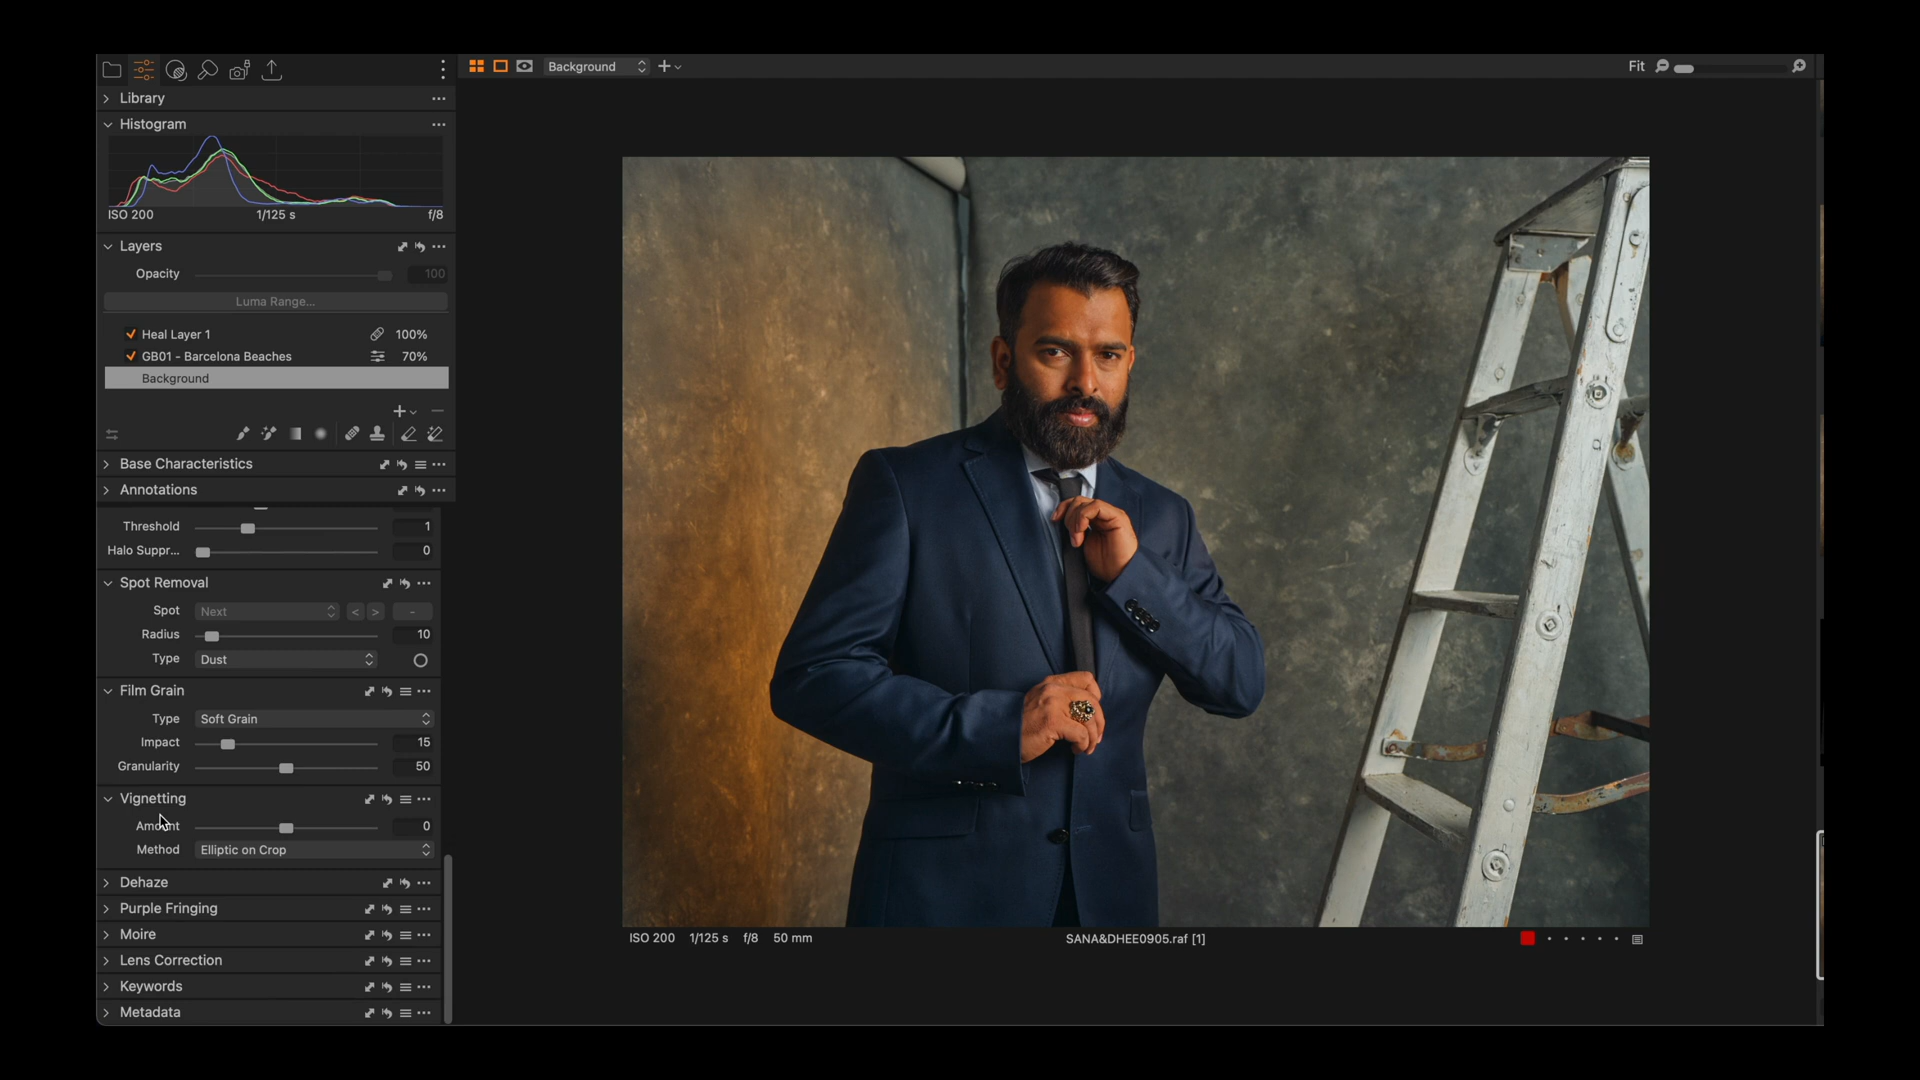 Background
Fit
Library
Histogram
ISO 200 1/125 s f/8
Layers
Opacity 100
Luma Range...
Heal Layer 1 100%
GB01 - Barcelona Beaches 70%
Background
Base Characteristics
Annotations
Threshold 1
Halo Suppr... 0
Spot Removal
Spot Next < > -
Radius 10
Type Dust
Film Grain
Type Soft Grain
Impact 15
Granularity 50
Vignetting
Amount 0
Method Elliptic on Crop
Dehaze
Purple Fringing
Moire
Lens Correction
Keywords
Metadata
ISO 200 1/125 s f/8 50 mm SANA&DHEE0905.raf [1]